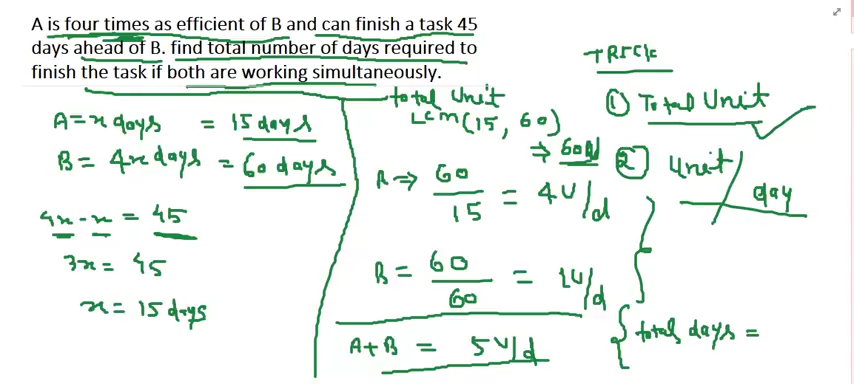 A is four times as efficient of B and can finish a task 45
days ahead of B. find total number of days required to
finish the task if both are working simultaneously.
A = x days = 15 days
B = 4x days = 60 days
4x - x = 45
3x = 45
x = 15 days
total Unit
LCM (15, 60)
⇒ 60U
A ⇒ 60/15 = 4U/d
B = 60/60 = 1U/d
A+B = 5U/d
TRICK
① Total Unit
② Unit/day
total days =